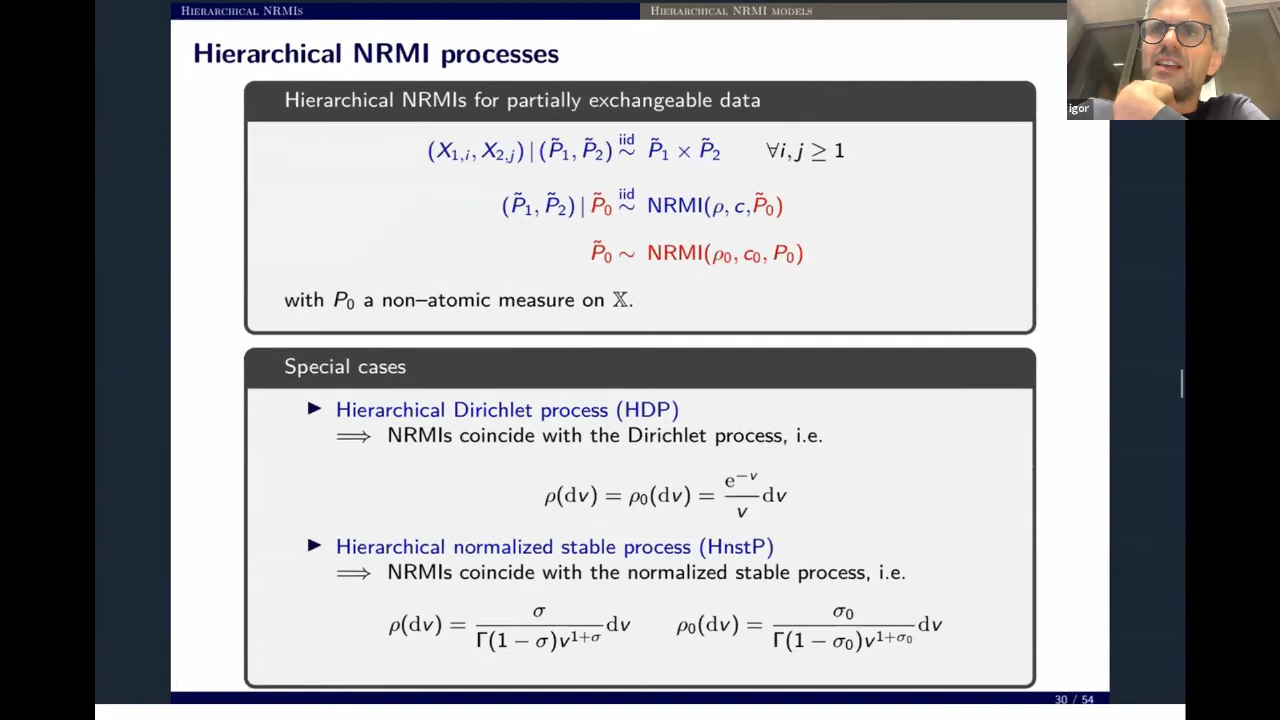 HIERARCHICAL NRMIS
HIERARCHICAL NRMI MODELS
Hierarchical NRMI processes
Hierarchical NRMIs for partially exchangeable data
(X₁,ᵢ, X₂,ⱼ) | (P̃₁, P̃₂) iid ∼ P̃₁ × P̃₂ ∀i, j ≥ 1
(P̃₁, P̃₂) | P̃₀ iid ∼ NRMI(ρ, c, P̃₀)
P̃₀ ∼ NRMI(ρ₀, c₀, P₀)
with P₀ a non–atomic measure on 𝕏.
Special cases
▶ Hierarchical Dirichlet process (HDP)
⟹ NRMIs coincide with the Dirichlet process, i.e.
ρ(dv) = ρ₀(dv) = e^{−v}/v dv
▶ Hierarchical normalized stable process (HnstP)
⟹ NRMIs coincide with the normalized stable process, i.e.
ρ(dv) = σ/(Γ(1 − σ)v^{1+σ}) dv ρ₀(dv) = σ₀/(Γ(1 − σ₀)v^{1+σ₀}) dv
30 / 54
igor